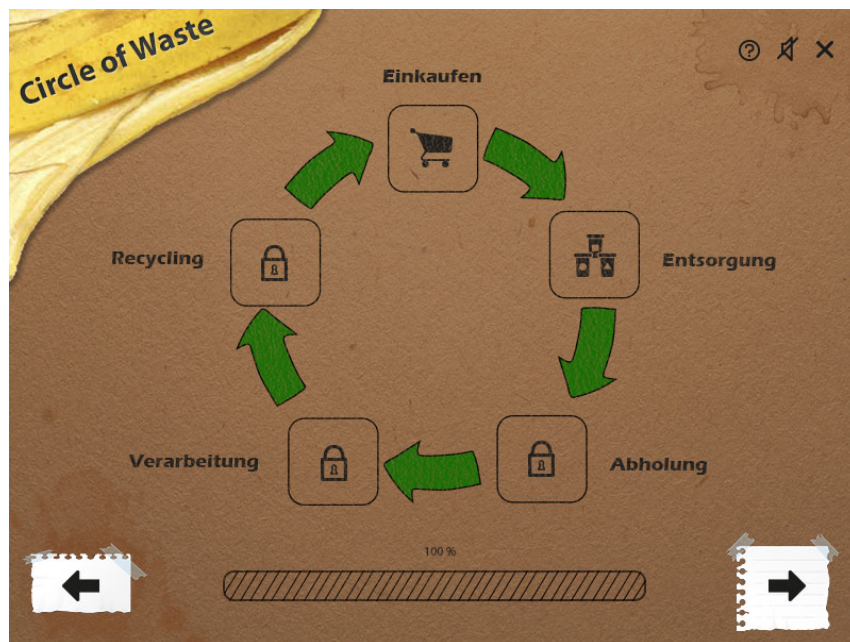 Circle of Waste
Einkaufen
Recycling
Entsorgung
Verarbeitung
Abholung
100 %